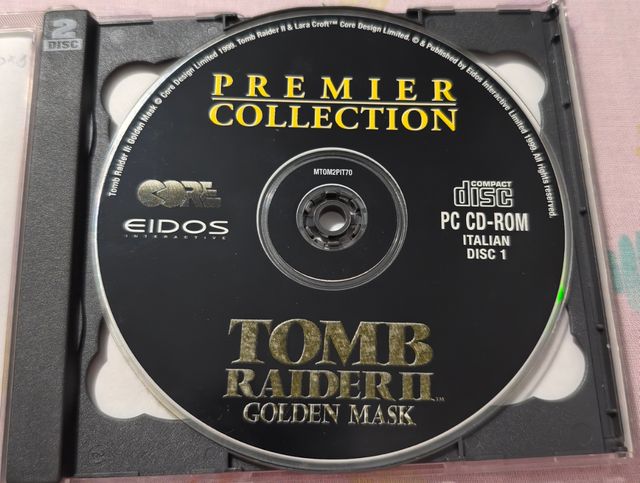 2
DISC
Tomb Raider II: Golden Mask © Core Design Limited 1999. Tomb Raider II & Lara Croft™ Core Design Limited. © & Published by Eidos Interactive Limited 1999. All rights reserved.
PREMIER
COLLECTION
MTOM2PIT70
CORE
EIDOS
INTERACTIVE
COMPACT
disc
PC CD-ROM
ITALIAN
DISC 1
TOMB
RAIDER II™
GOLDEN MASK